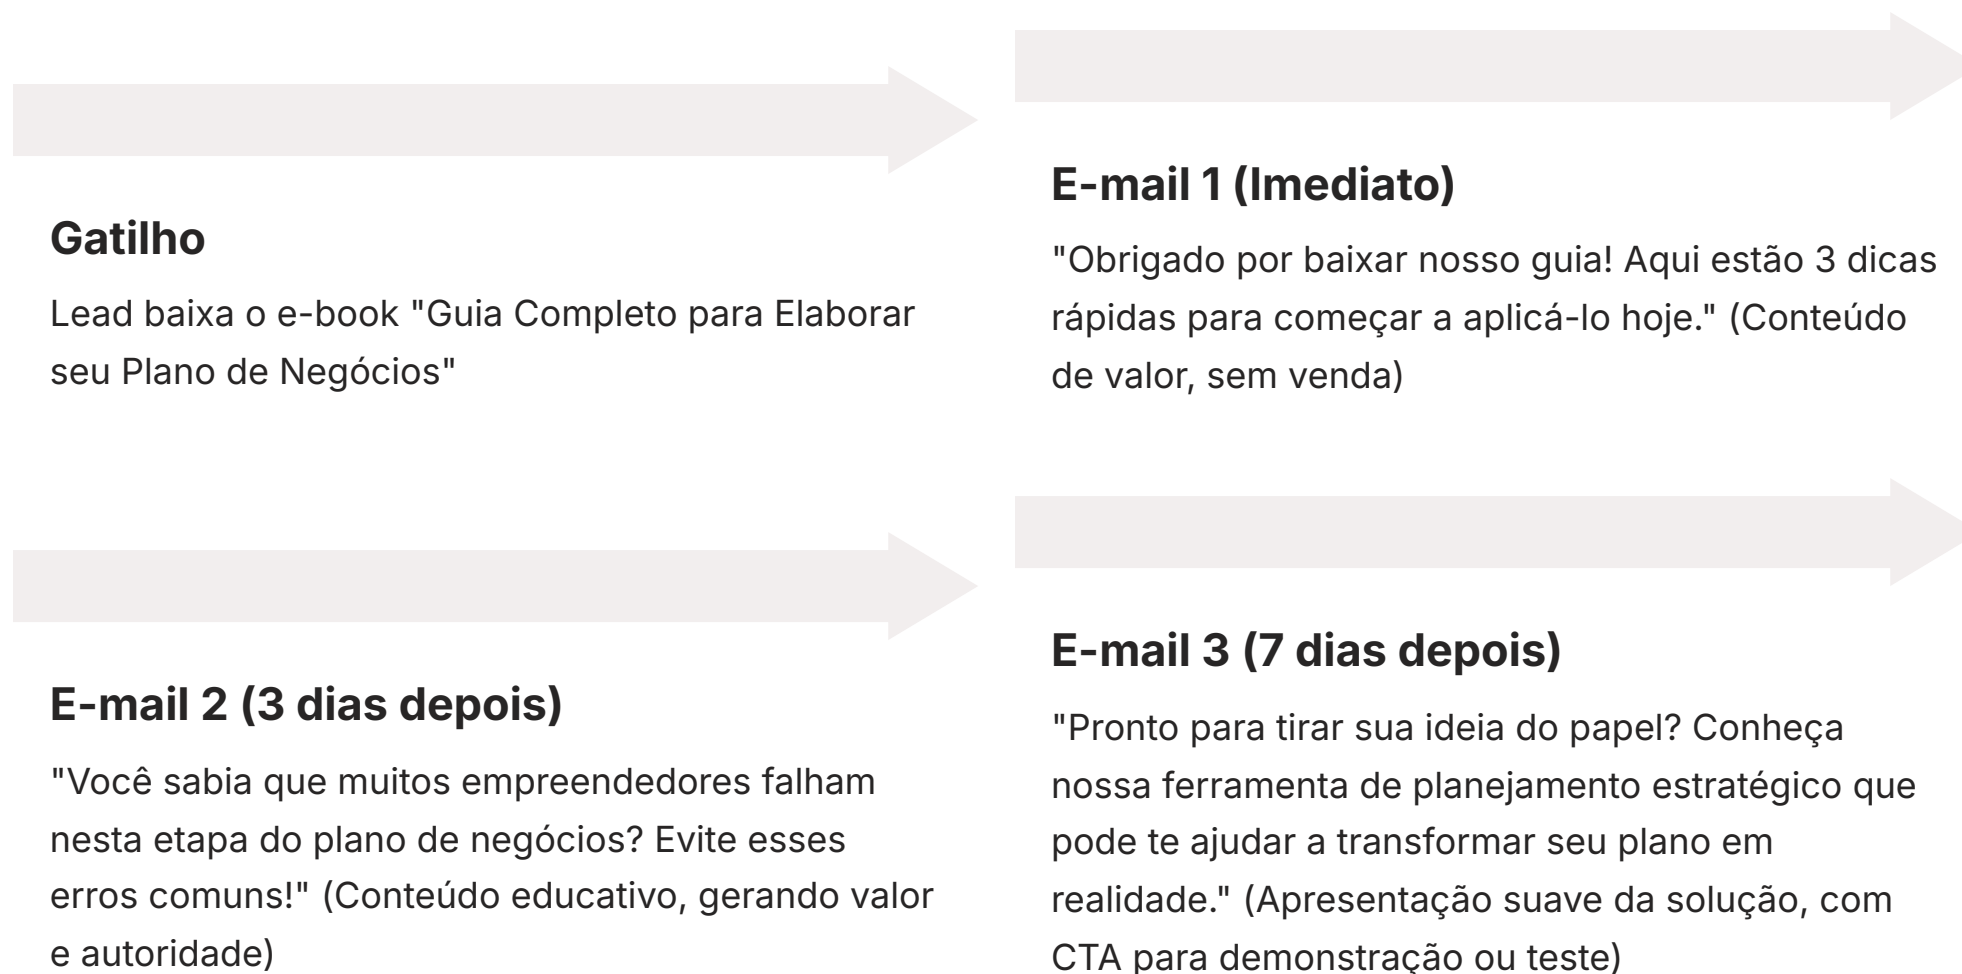 Gatilho
Lead baixa o e-book "Guia Completo para Elaborar
seu Plano de Negócios"
E-mail 1 (Imediato)
"Obrigado por baixar nosso guia! Aqui estão 3 dicas
rápidas para começar a aplicá-lo hoje." (Conteúdo
de valor, sem venda)
E-mail 2 (3 dias depois)
"Você sabia que muitos empreendedores falham
nesta etapa do plano de negócios? Evite esses
erros comuns!" (Conteúdo educativo, gerando valor
e autoridade)
E-mail 3 (7 dias depois)
"Pronto para tirar sua ideia do papel? Conheça
nossa ferramenta de planejamento estratégico que
pode te ajudar a transformar seu plano em
realidade." (Apresentação suave da solução, com
CTA para demonstração ou teste)